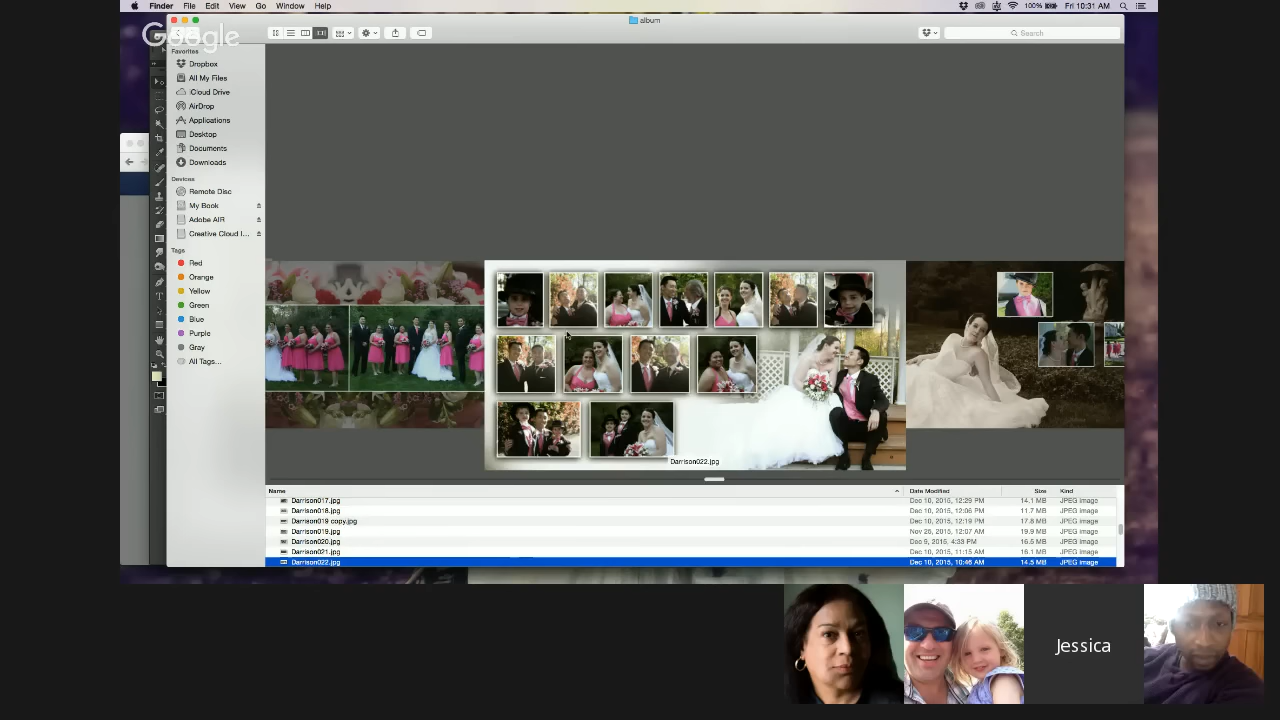 Finder File Edit View Go Window Help 100% Fri 10:31 AM
album
Google
Search
Favorites
Dropbox
All My Files
iCloud Drive
AirDrop
Applications
Desktop
Documents
Downloads
Devices
Remote Disc
My Book
Adobe AIR
Creative Cloud I...
Tags
Red
Orange
Yellow
Green
Blue
Purple
Gray
All Tags...
Darrison022.jpg
Name Date Modified Size Kind
Darrison017.jpg Dec 10, 2015, 12:29 PM 14.1 MB JPEG image
Darrison018.jpg Dec 10, 2015, 12:06 PM 11.7 MB JPEG image
Darrison019 copy.jpg Dec 10, 2015, 12:19 PM 17.8 MB JPEG image
Darrison019.jpg Nov 25, 2015, 12:07 AM 19.9 MB JPEG image
Darrison020.jpg Dec 9, 2015, 4:33 PM 16.5 MB JPEG image
Darrison021.jpg Dec 10, 2015, 11:15 AM 16.1 MB JPEG image
Darrison022.jpg Dec 10, 2015, 10:46 AM 14.5 MB JPEG image
Jessica